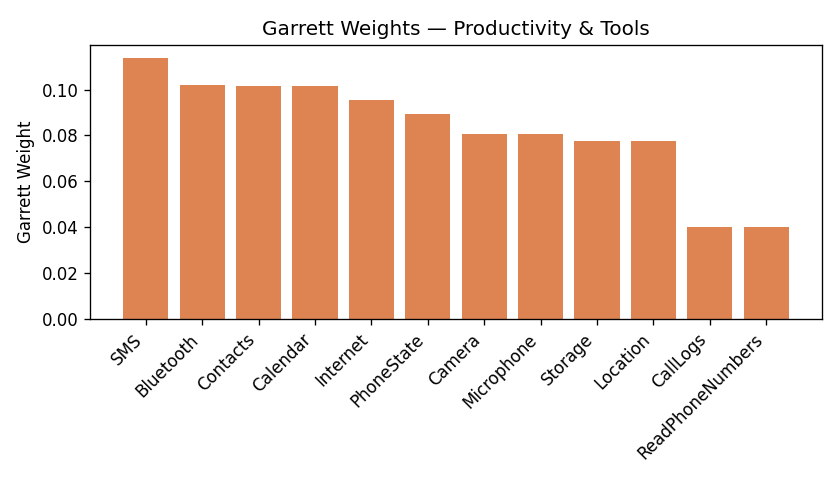 Garrett Weights — Productivity & Tools
Garrett Weight
0.10
0.08
0.06
0.04
0.02
0.00
SMS
Bluetooth
Contacts
Calendar
Internet
PhoneState
Camera
Microphone
Storage
Location
CallLogs
ReadPhoneNumbers